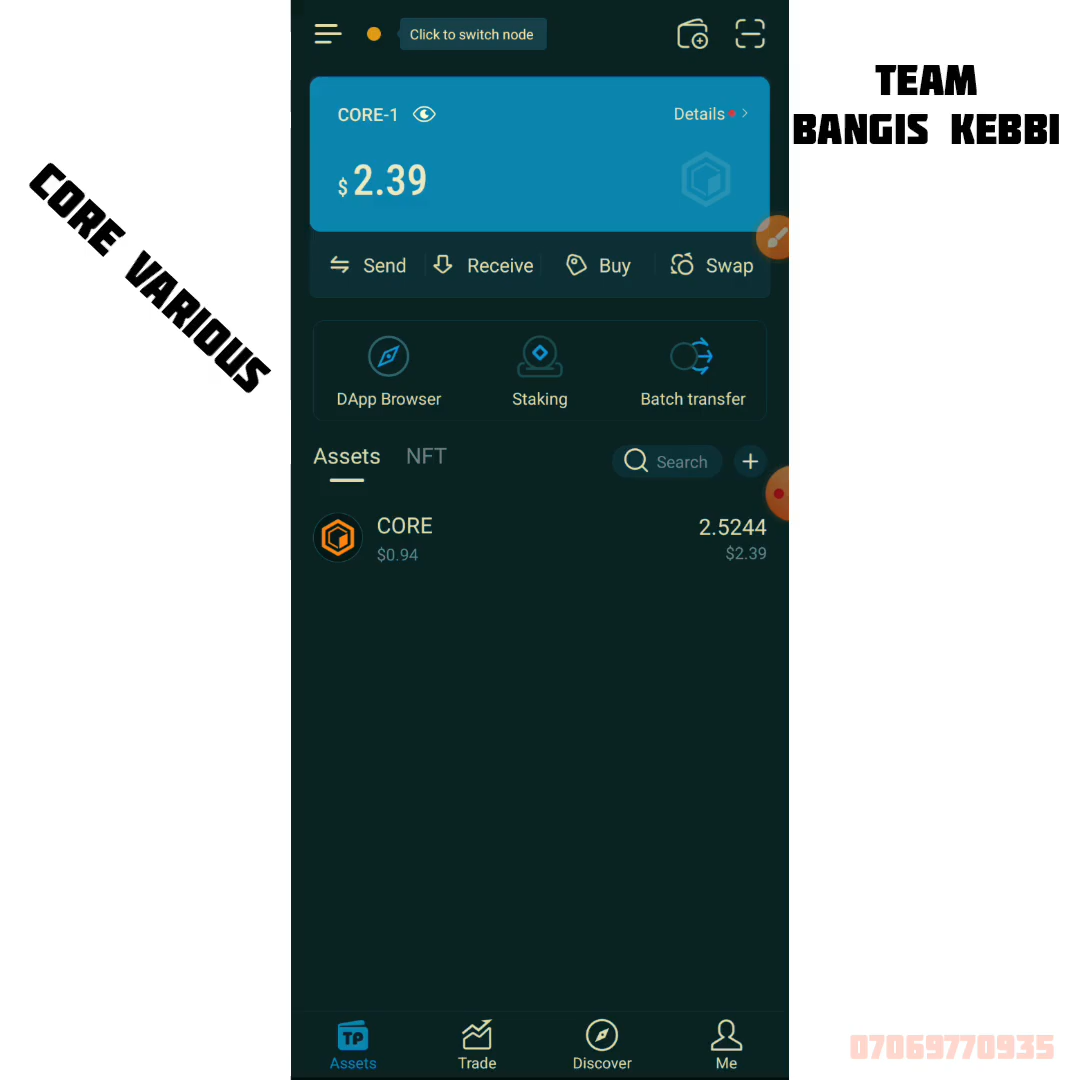 Click to switch node
TEAM
BANGIS KEBBI
CORE-1
Details
$ 2.39
CORE VARIOUS
Send
Receive
Buy
Swap
DApp Browser
Staking
Batch transfer
Assets
NFT
Search
CORE
2.5244
$0.94
$2.39
TP
Assets
Trade
Discover
Me
07069770935